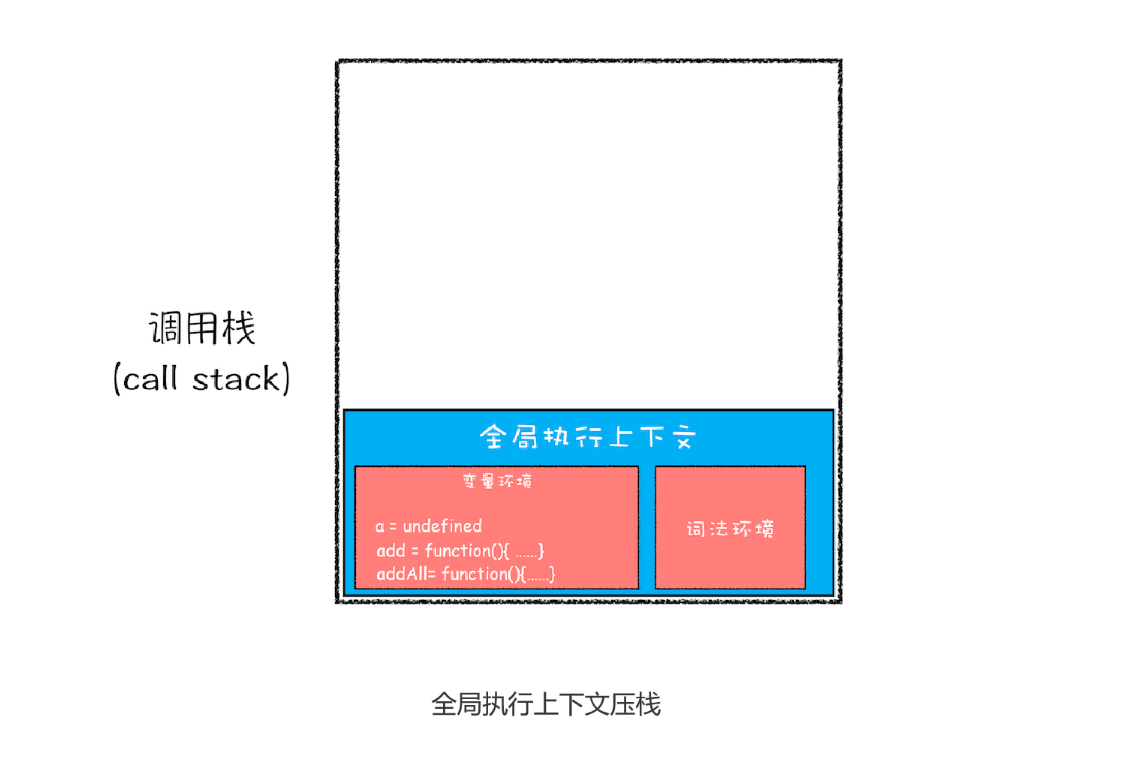 调用栈
(call stack)
全局执行上下文
变量环境
a = undefined
add = function(){ ......}
addAll= function(){......}
词法环境
全局执行上下文压栈